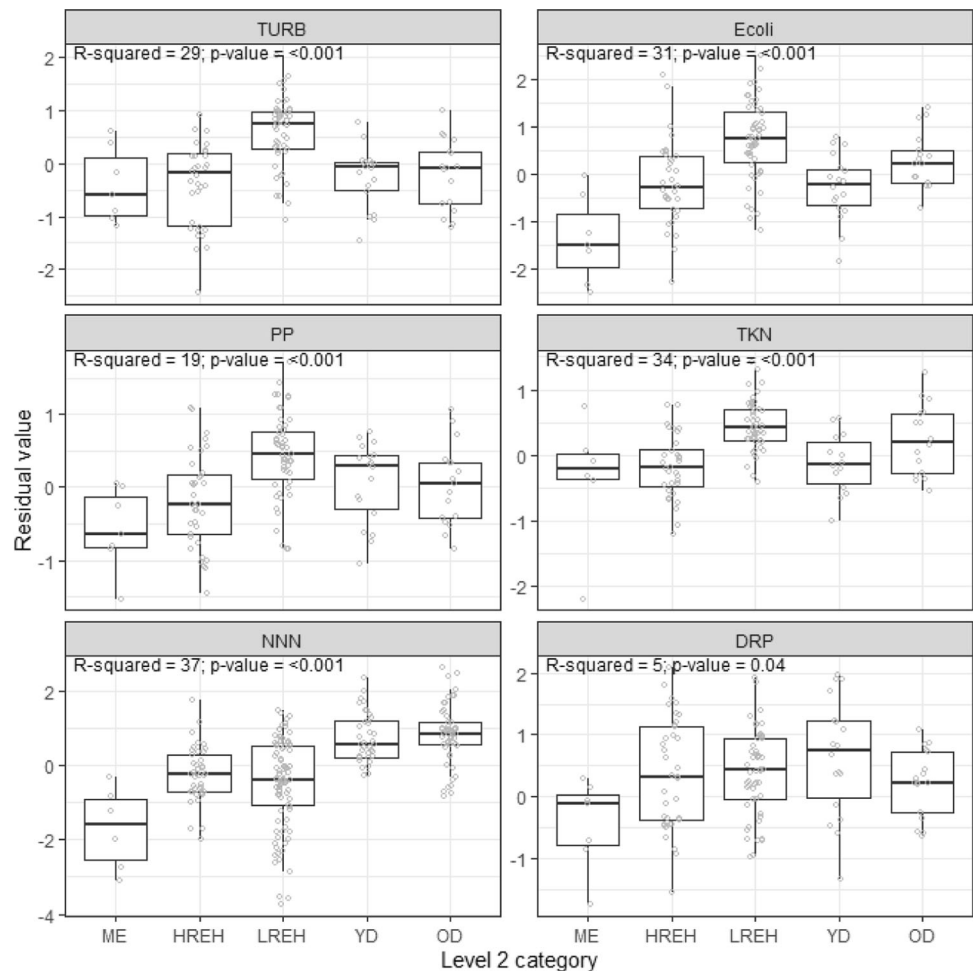 TURB
Ecoli
R-squared = 29; p-value = <0.001
R-squared = 31; p-value = <0.001
2
1
0
-1
-2
2
1
0
-1
-2
PP
TKN
R-squared = 19; p-value = <0.001
R-squared = 34; p-value = <0.001
1
0
-1
1
0
-1
-2
Residual value
NNN
DRP
R-squared = 37; p-value = <0.001
R-squared = 5; p-value = 0.04
2
0
-2
-4
2
1
0
-1
ME HREH LREH YD OD
ME HREH LREH YD OD
Level 2 category